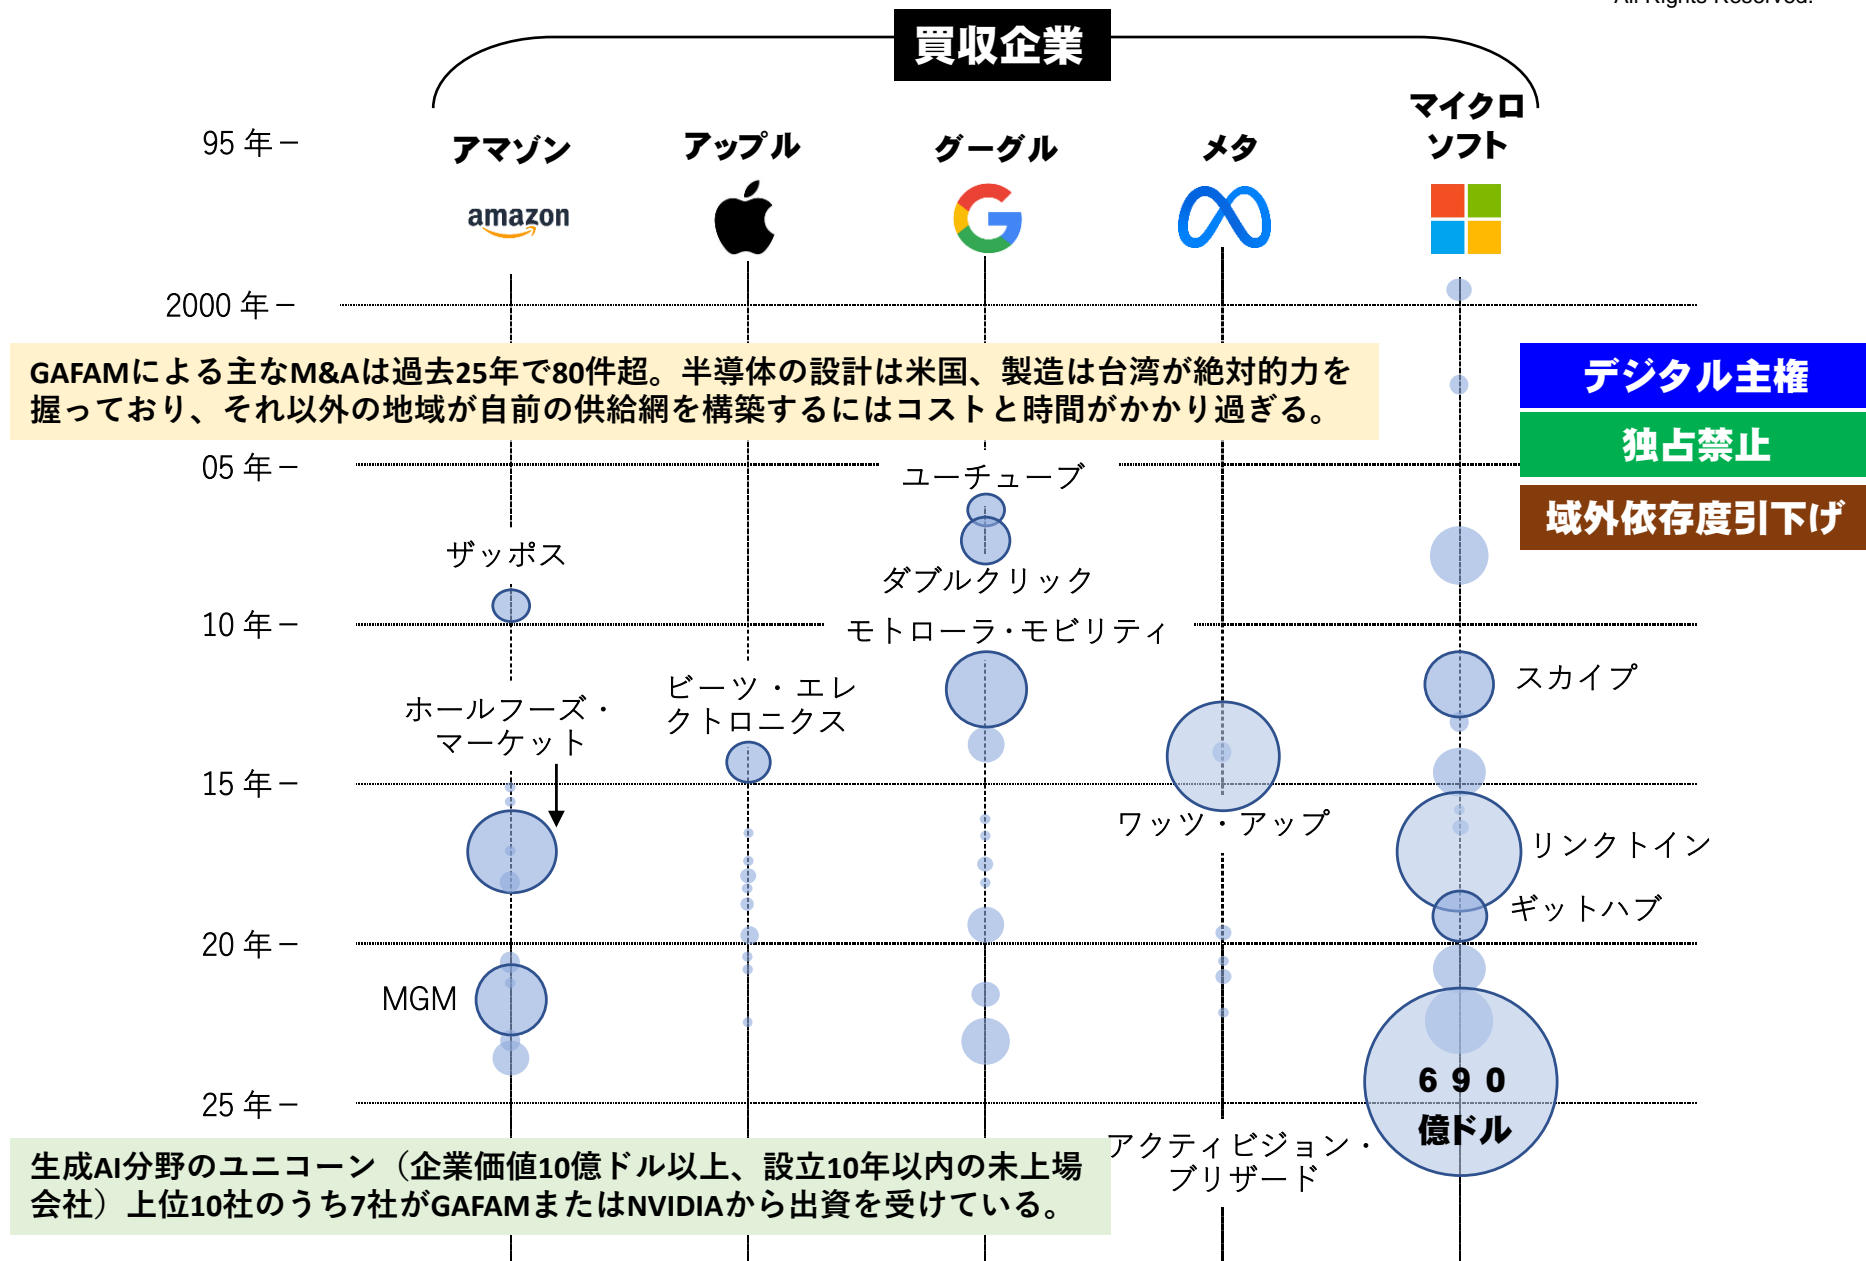 All Rights Reserved.
買収企業
95 年
アマゾン
アップル
グーグル
メタ
マイクロ
ソフト
amazon
2000 年
GAFAMによる主なM&Aは過去25年で80件超。半導体の設計は米国、製造は台湾が絶対的力を
握っており、それ以外の地域が自前の供給網を構築するにはコストと時間がかかり過ぎる。
デジタル主権
独占禁止
域外依存度引下げ
05 年
ユーチューブ
ザッポス
ダブルクリック
10 年
モトローラ・モビリティ
スカイプ
ビーツ・エレ
クトロニクス
ホールフーズ・
マーケット
15 年
ワッツ・アップ
リンクトイン
ギットハブ
20 年
MGM
690
億ドル
25 年
アクティビジョン・
ブリザード
生成AI分野のユニコーン（企業価値10億ドル以上、設立10年以内の未上場
会社）上位10社のうち7社がGAFAMまたはNVIDIAから出資を受けている。